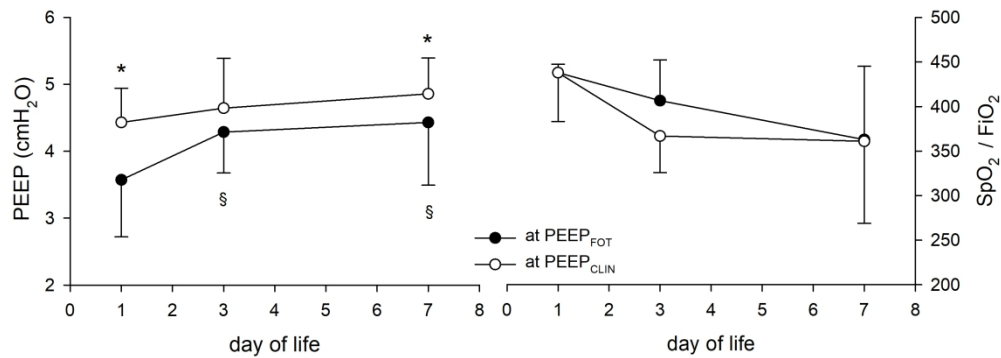 6
5
4
3
2
PEEP (cmH₂O)
*
*
§
§
0 1 2 3 4 5 6 7 8
day of life
at PEEP_FOT
at PEEP_CLIN
500
450
400
350
300
250
200
SpO₂ / FiO₂
0 1 2 3 4 5 6 7 8
day of life